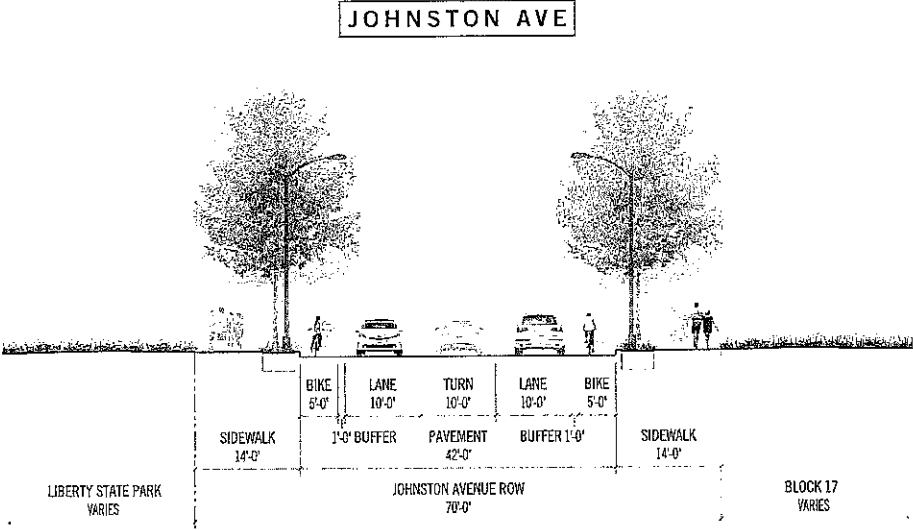 JOHNSTON AVE
BIKE LANE TURN LANE BIKE
5'-0" 10'-0" 10'-0" 10'-0" 5'-0"
SIDEWALK 1'-0" BUFFER PAVEMENT BUFFER 1'-0" SIDEWALK
14'-0" 42'-0" 14'-0"
LIBERTY STATE PARK JOHNSTON AVENUE ROW BLOCK 17
VARIES 70'-0" VARIES